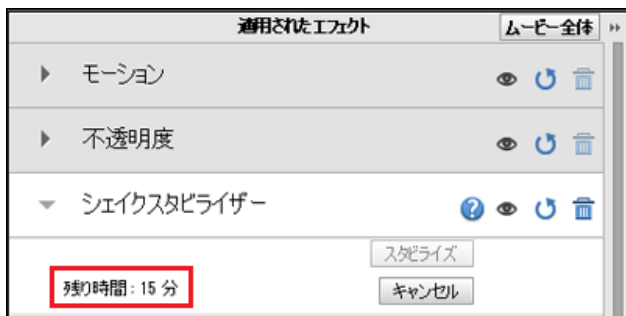 適用されたエフェクト ムービー全体
モーション
不透明度
シェイクスタビライザー ?
スタビライズ
残り時間 : 15 分
キャンセル